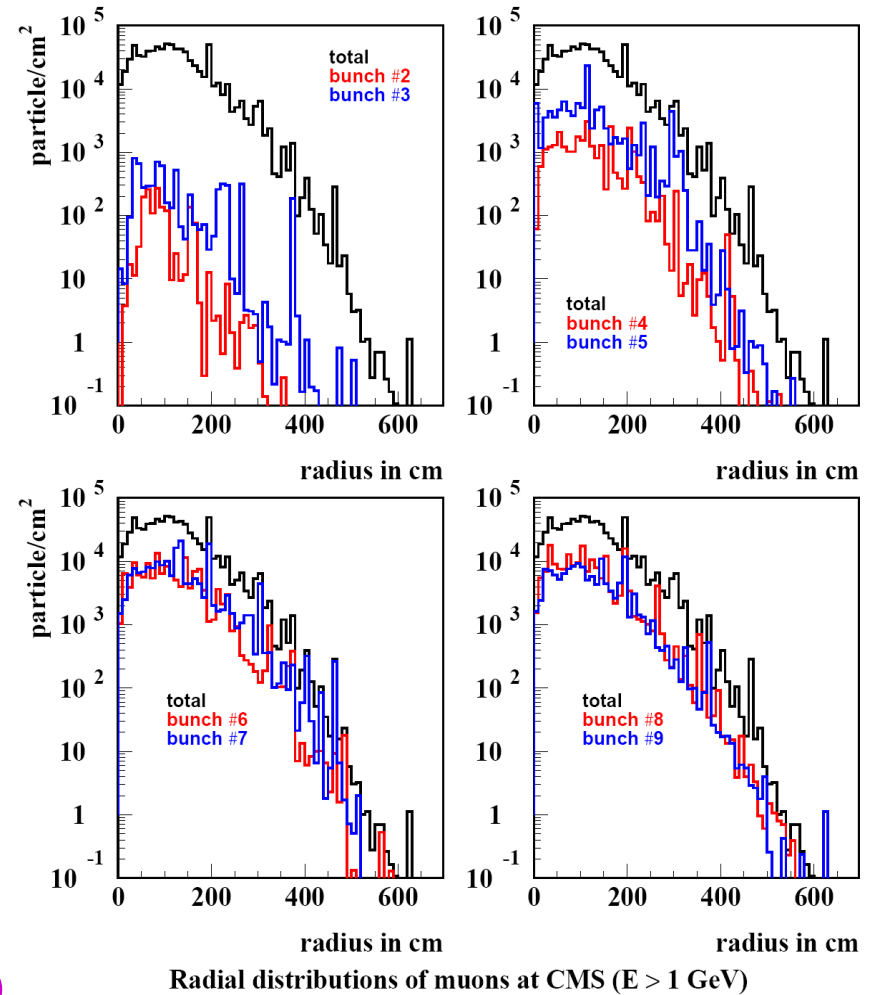 particle/cm2
10 5
10 4
10 3
10 2
10
1
10 -1
total
bunch #2
bunch #3
0 200 400 600
radius in cm
10 5
10 4
10 3
10 2
10
1
10 -1
total
bunch #4
bunch #5
0 200 400 600
radius in cm
particle/cm2
10 5
10 4
10 3
10 2
10
1
10 -1
total
bunch #6
bunch #7
0 200 400 600
radius in cm
10 5
10 4
10 3
10 2
10
1
10 -1
total
bunch #8
bunch #9
0 200 400 600
radius in cm
Radial distributions of muons at CMS (E > 1 GeV)